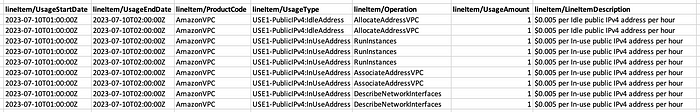 lineItem/UsageStartDate lineItem/UsageEndDate lineItem/ProductCode lineItem/UsageType lineItem/Operation lineItem/UsageAmount lineItem/LineItemDescription
2023-07-10T01:00:00Z 2023-07-10T02:00:00Z AmazonVPC USE1-PublicIPv4:IdleAddress AllocateAddressVPC 1 $0.005 per Idle public IPv4 address per hour
2023-07-10T01:00:00Z 2023-07-10T02:00:00Z AmazonVPC USE1-PublicIPv4:IdleAddress AllocateAddressVPC 1 $0.005 per Idle public IPv4 address per hour
2023-07-10T01:00:00Z 2023-07-10T02:00:00Z AmazonVPC USE1-PublicIPv4:InUseAddress RunInstances 1 $0.005 per In-use public IPv4 address per hour
2023-07-10T01:00:00Z 2023-07-10T02:00:00Z AmazonVPC USE1-PublicIPv4:InUseAddress RunInstances 1 $0.005 per In-use public IPv4 address per hour
2023-07-10T01:00:00Z 2023-07-10T02:00:00Z AmazonVPC USE1-PublicIPv4:InUseAddress RunInstances 1 $0.005 per In-use public IPv4 address per hour
2023-07-10T01:00:00Z 2023-07-10T02:00:00Z AmazonVPC USE1-PublicIPv4:InUseAddress AssociateAddressVPC 1 $0.005 per In-use public IPv4 address per hour
2023-07-10T01:00:00Z 2023-07-10T02:00:00Z AmazonVPC USE1-PublicIPv4:InUseAddress AssociateAddressVPC 1 $0.005 per In-use public IPv4 address per hour
2023-07-10T01:00:00Z 2023-07-10T02:00:00Z AmazonVPC USE1-PublicIPv4:InUseAddress DescribeNetworkInterfaces 1 $0.005 per In-use public IPv4 address per hour
2023-07-10T01:00:00Z 2023-07-10T02:00:00Z AmazonVPC USE1-PublicIPv4:InUseAddress DescribeNetworkInterfaces 1 $0.005 per In-use public IPv4 address per hour